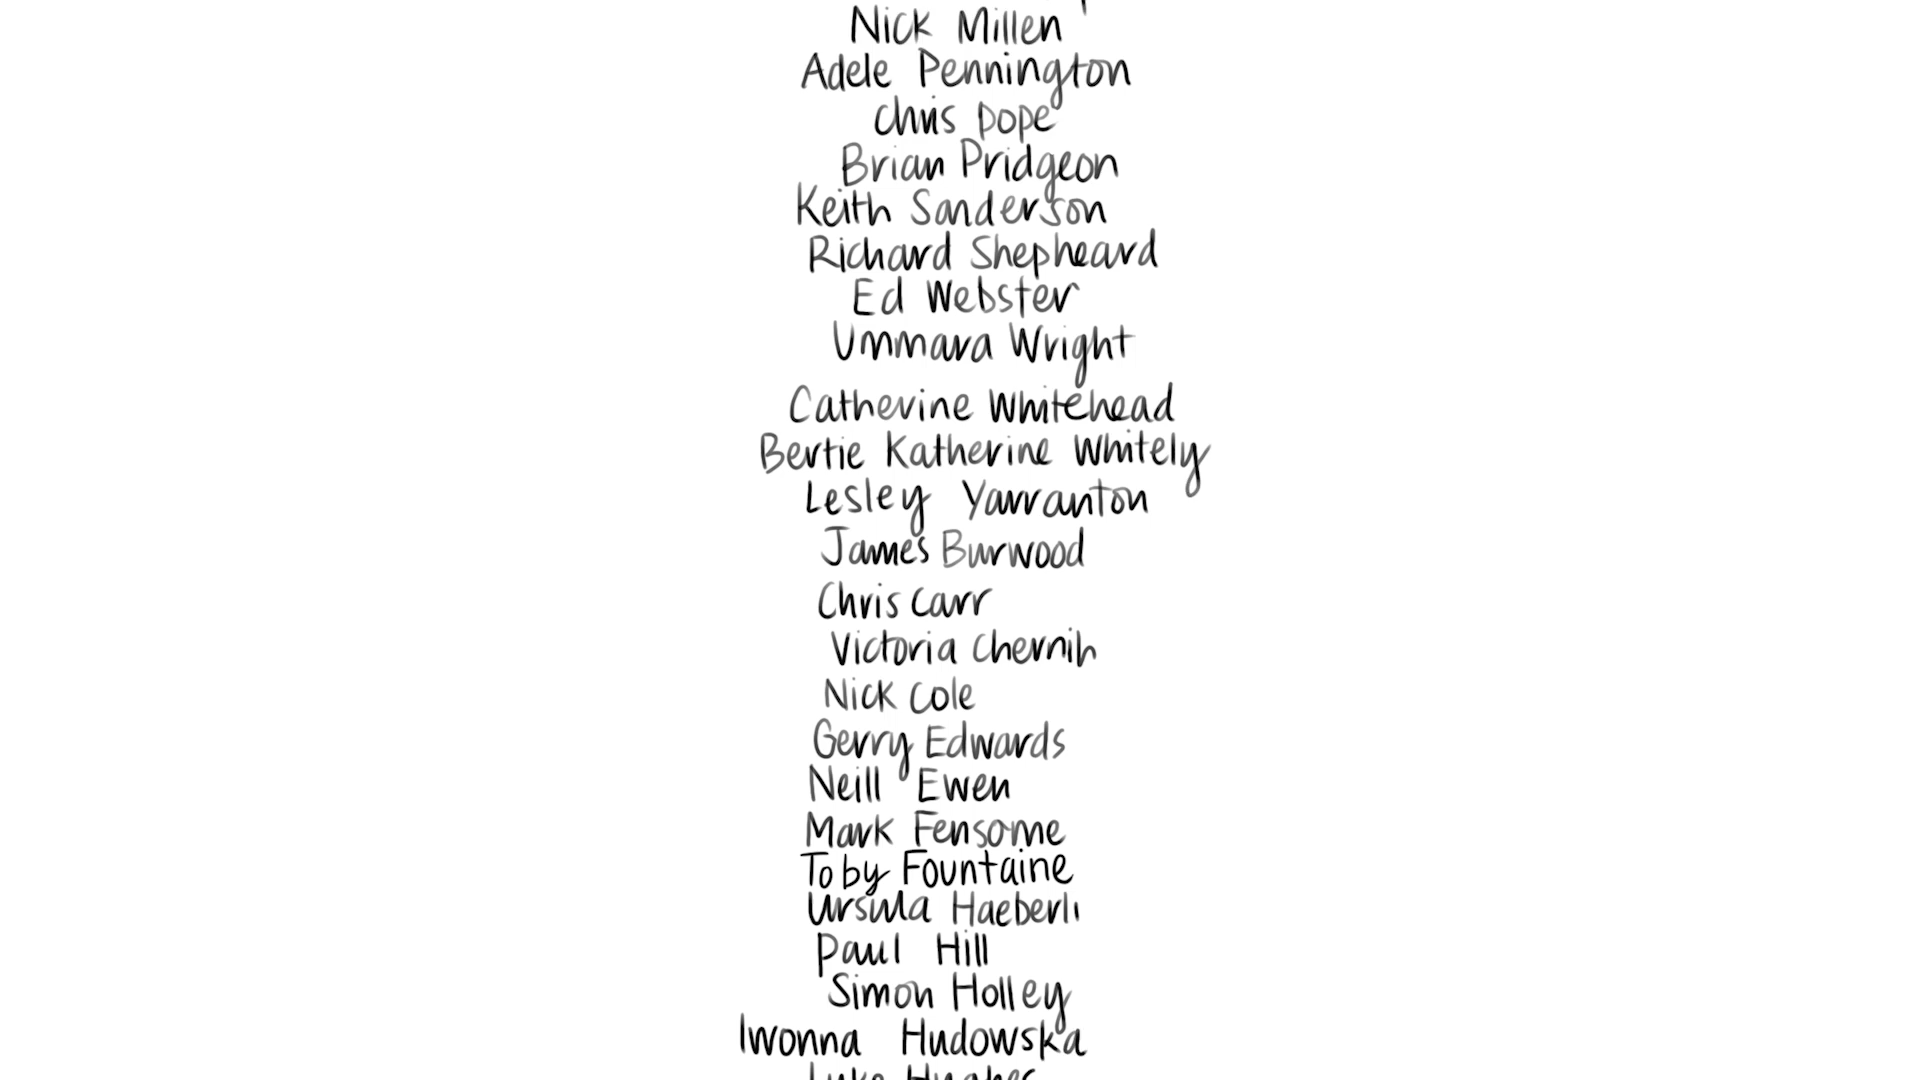 Nick Millen
Adele Pennington
Chris Pope
Brian Pridgeon
Keith Sanderson
Richard Shepheard
Ed Webster
Ummara Wright
Catherine Whitehead
Bertie Katherine Whitely
Lesley Yarranton
James Burwood
Chris Carr
Victoria Chernih
Nick Cole
Gerry Edwards
Neill Ewen
Mark Fensome
Toby Fountaine
Ursula Haeberli
Paul Hill
Simon Holley
Iwonna Hudowska
Luke Hughes